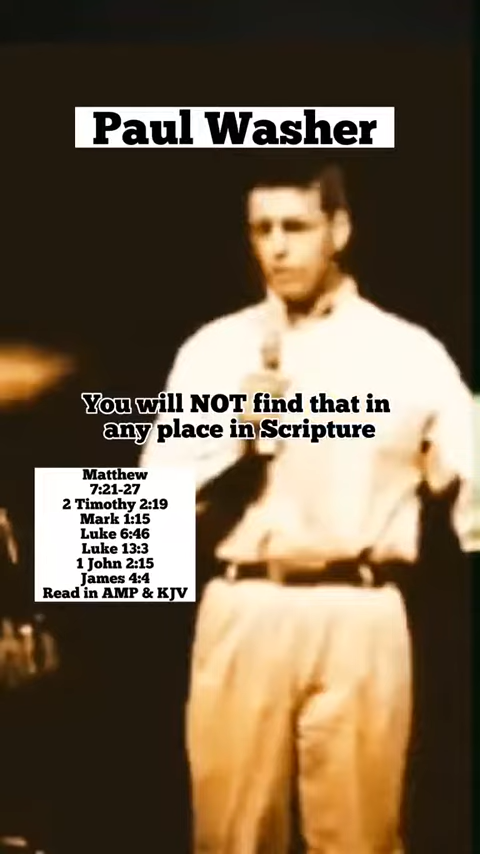 Paul Washer
You will NOT find that in
any place in Scripture
Matthew
7:21-27
2 Timothy 2:19
Mark 1:15
Luke 6:46
Luke 13:3
1 John 2:15
James 4:4
Read in AMP & KJV